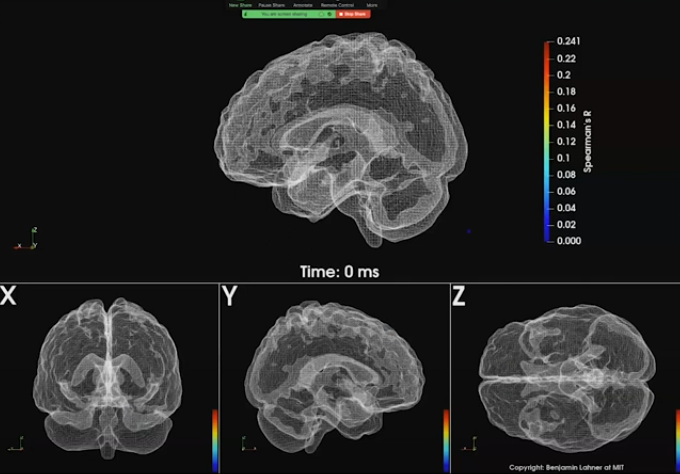 New Share Pause Share Annotate Remote Control More
You are screen sharing Stop Share
0.241
0.22
0.2
0.18
0.16
0.14
0.12
0.1
0.08
0.06
0.04
0.02
0.000
Spearman's R
Z
X
Y
Time: 0 ms
X
Y
Z
Copyright: Benjamin Lahner at MIT